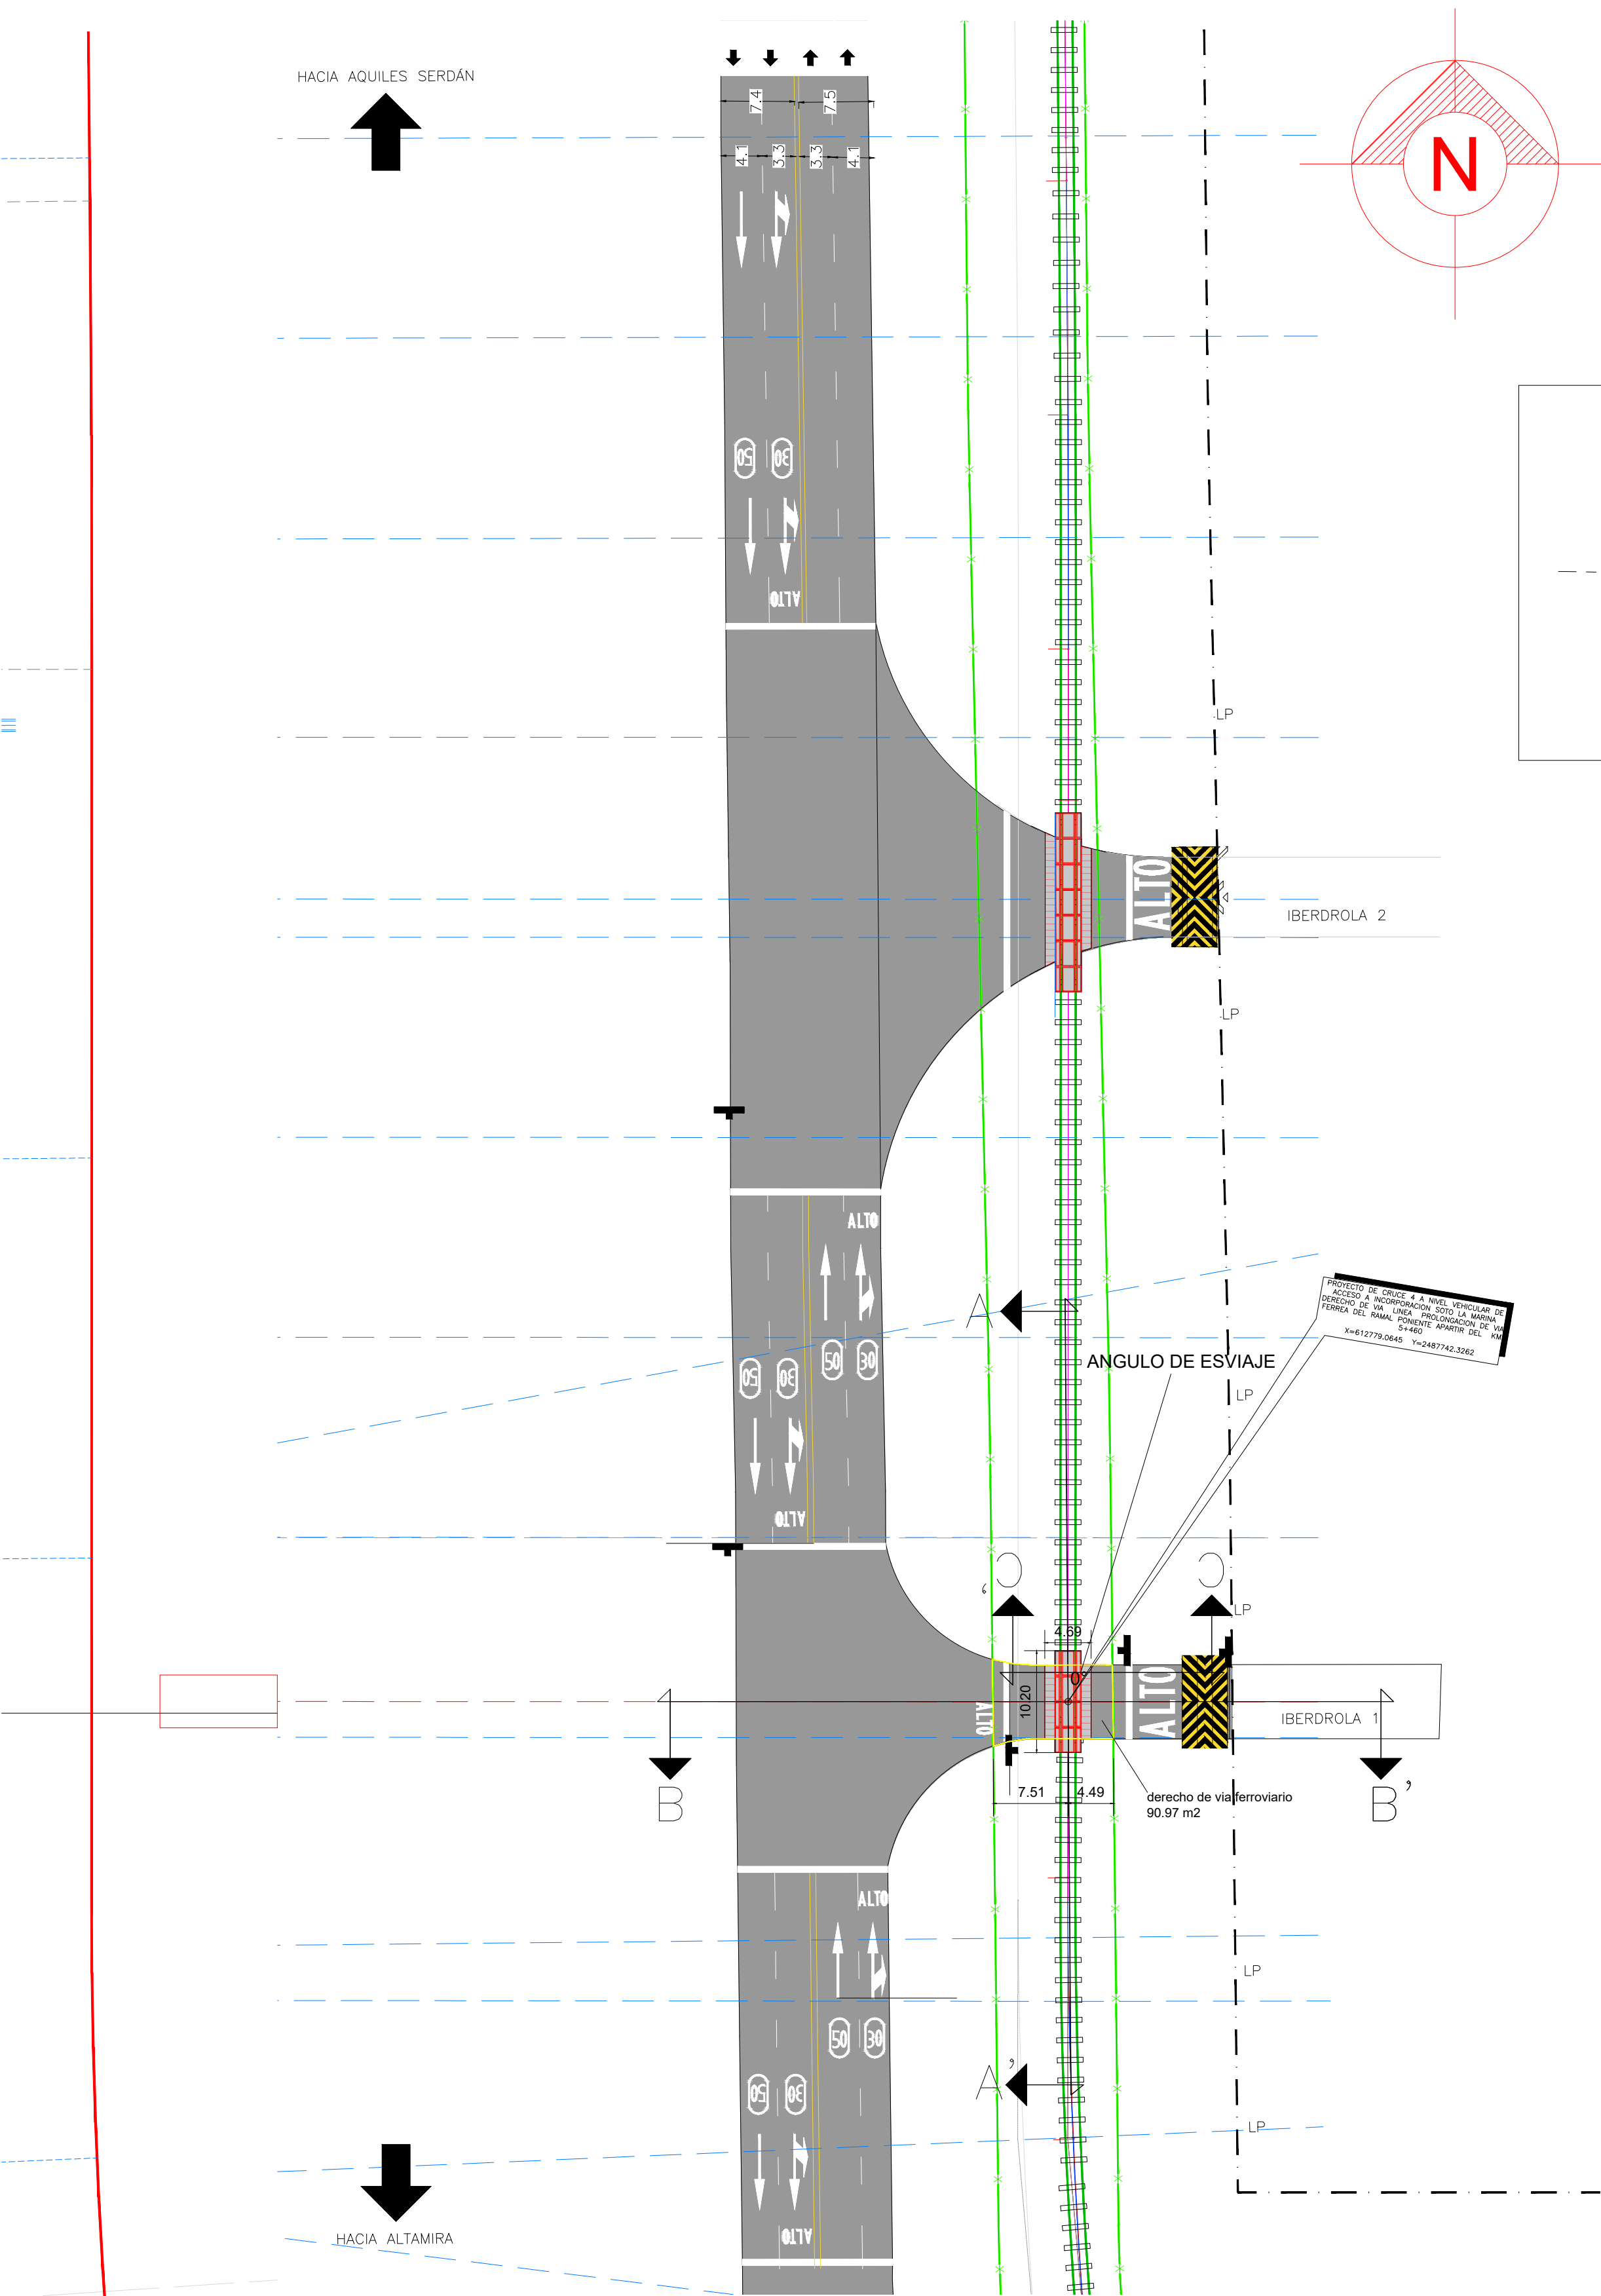 HACIA AQUILES SERDÁN
N
7.4
7.5
4.1
3.3
3.3
4.1
50
30
ALTO
LP
ALTO
IBERDROLA 2
LP
ALTO
PROYECTO DE CRUCE 4 A NIVEL VEHICULAR DE
ACCESO A INCORPORACION SOTO LA MARINA
DERECHO DE VIA LINEA PROLONGACION DE VIA
FERREA DEL RAMAL PONIENTE APARTIR DEL KM
5+460
X=612779.0645 Y=2487742.3262
A
ANGULO DE ESVIAJE
50
30
50
30
LP
ALTO
C'
C
LP
4.69
0°
10.20
ALTO
ALTO
IBERDROLA 1
B
B'
7.51
4.49
derecho de via ferroviario
90.97 m2
ALTO
LP
50
30
A'
50
30
LP
HACIA ALTAMIRA
ALTO